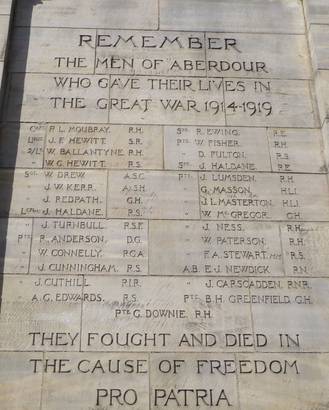 REMEMBER
THE MEN OF ABERDOUR
WHO GAVE THEIR LIVES IN
THE GREAT WAR 1914-1919
CAPT. P. L. MOUBRAY. R.H.
LIEUT. J. F. HEWITT. S.R.
2/LT. W. BALLANTYNE R.H.
" W. G. HEWITT. R.S.
SGT. W. DREW. A.S.C.
J. W. KERR. A&S.H.
J. REDPATH. G.H.
L/CPL. J. HALDANE. R.S.
" J. TURNBULL. R.S.F.
PTE. R. ANDERSON. D.G.
" W. CONNELLY. R.G.A.
" J. CUNNINGHAM. R.S.
J. CUTHILL R.I.R.
A. G. EDWARDS. R.S.
R. EWING. R.E.
PTE. W. FISHER. R.H.
" D. FULTON. R.S.
J. HALDANE. R.E.
PTE. J. LUMSDEN. R.H.
G. MASSON. H.L.I.
J. L. MASTERTON. H.L.I.
" W. McGREGOR. G.H.
J. NESS. R.H.
W. PATERSON. R.H.
F. A. STEWART. R.S.
A.B. E. J. NEWDICK R.N.
" J. CARSCADDEN. R.N.R.
PTE. B. H. GREENFIELD. G.H.
PTE. G. DOWNIE. R.H.
THEY FOUGHT AND DIED IN
THE CAUSE OF FREEDOM
PRO PATRIA